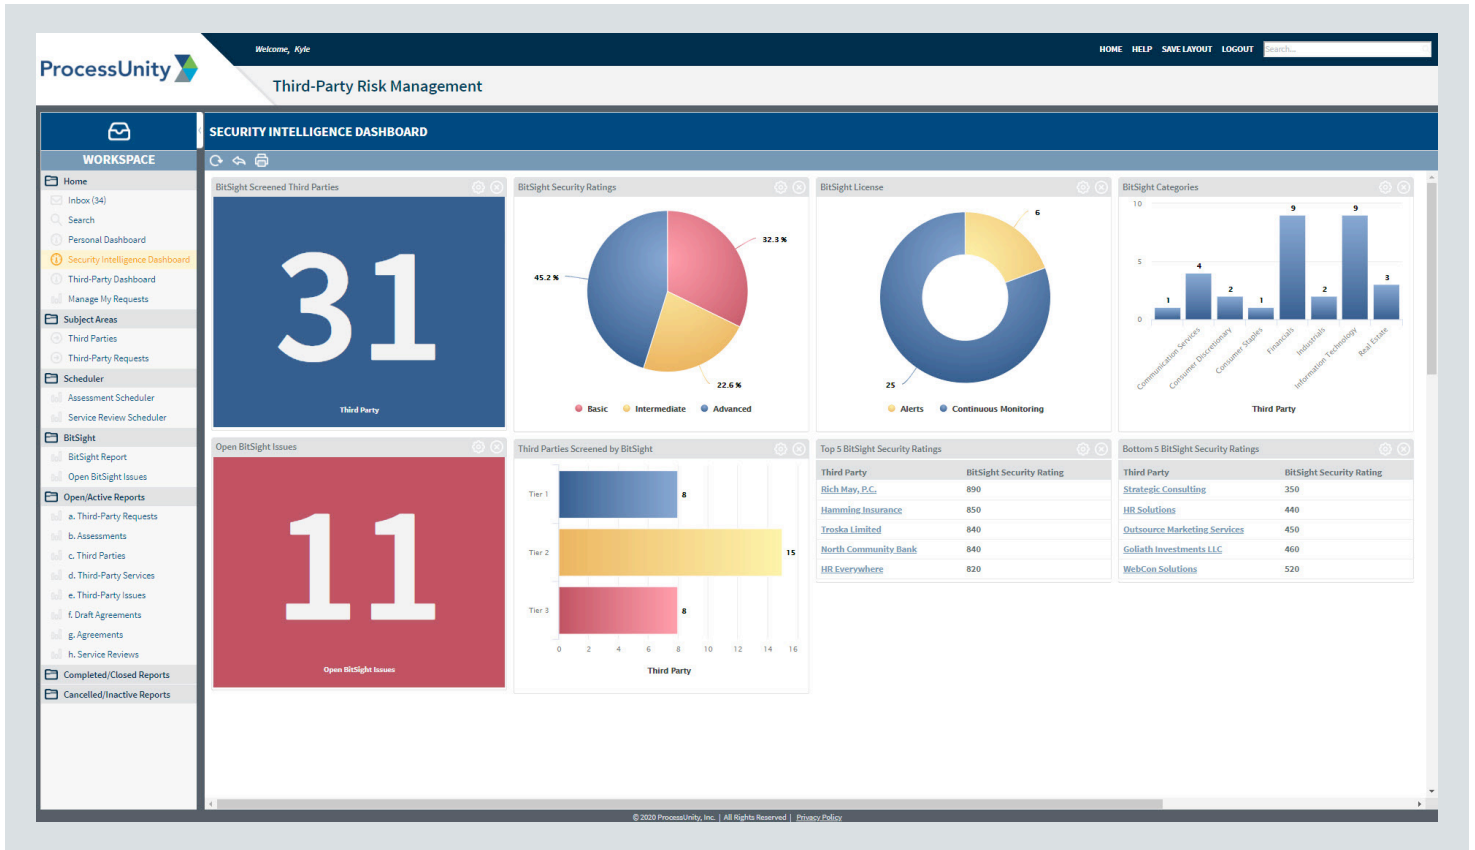 ProcessUnity
Welcome, Kyle
HOME HELP SAVE LAYOUT LOGOUT Search...
Third-Party Risk Management
WORKSPACE
Home
Inbox (34)
Search
Personal Dashboard
Security Intelligence Dashboard
Third-Party Dashboard
Manage My Requests
Subject Areas
Third Parties
Third-Party Requests
Scheduler
Assessment Scheduler
Service Review Scheduler
BitSight
BitSight Report
Open BitSight Issues
Open/Active Reports
a. Third-Party Requests
b. Assessments
c. Third Parties
d. Third-Party Services
e. Third-Party Issues
f. Draft Agreements
g. Agreements
h. Service Reviews
Completed/Closed Reports
Cancelled/Inactive Reports
SECURITY INTELLIGENCE DASHBOARD
BitSight Screened Third Parties
31
Third Party
BitSight Security Ratings
32.3 %
45.2 %
22.6 %
Basic Intermediate Advanced
BitSight License
6
25
Alerts Continuous Monitoring
BitSight Categories
10
5
0
1 4 2 1 9 2 9 3
Communication Services
Consumer Discretionary
Consumer Staples
Financials
Industrials
Information Technology
Real Estate
Third Party
Open BitSight Issues
11
Open BitSight Issues
Third Parties Screened by BitSight
Tier 1 8
Tier 2 15
Tier 3 8
0 2 4 6 8 10 12 14 16
Third Party
Top 5 BitSight Security Ratings
Third Party BitSight Security Rating
Rich May, P.C. 890
Hamming Insurance 850
Troska Limited 840
North Community Bank 840
HR Everywhere 820
Bottom 5 BitSight Security Ratings
Third Party BitSight Security Rating
Strategic Consulting 350
HR Solutions 440
Outsource Marketing Services 450
Goliath Investments LLC 460
WebCon Solutions 520
© 2020 ProcessUnity, Inc. | All Rights Reserved | Privacy Policy